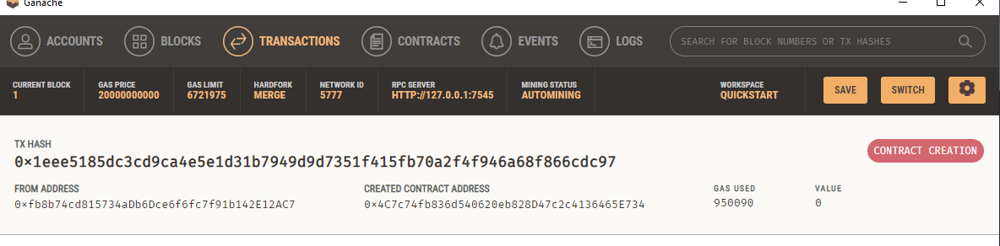 Ganache
ACCOUNTS BLOCKS TRANSACTIONS CONTRACTS EVENTS LOGS SEARCH FOR BLOCK NUMBERS OR TX HASHES
CURRENT BLOCK GAS PRICE GAS LIMIT HARDFORK NETWORK ID RPC SERVER MINING STATUS WORKSPACE
1 20000000000 6721975 MERGE 5777 HTTP://127.0.0.1:7545 AUTOMINING QUICKSTART SAVE SWITCH
TX HASH
0×1eee5185dc3cd9ca4e5e1d31b7949d9d7351f415fb70a2f4f946a68f866cdc97 CONTRACT CREATION
FROM ADDRESS CREATED CONTRACT ADDRESS GAS USED VALUE
0×fb8b74cd815734aDb6Dce6f6fc7f91b142E12AC7 0×4C7c74fb836d540620eb828D47c2c4136465E734 950090 0